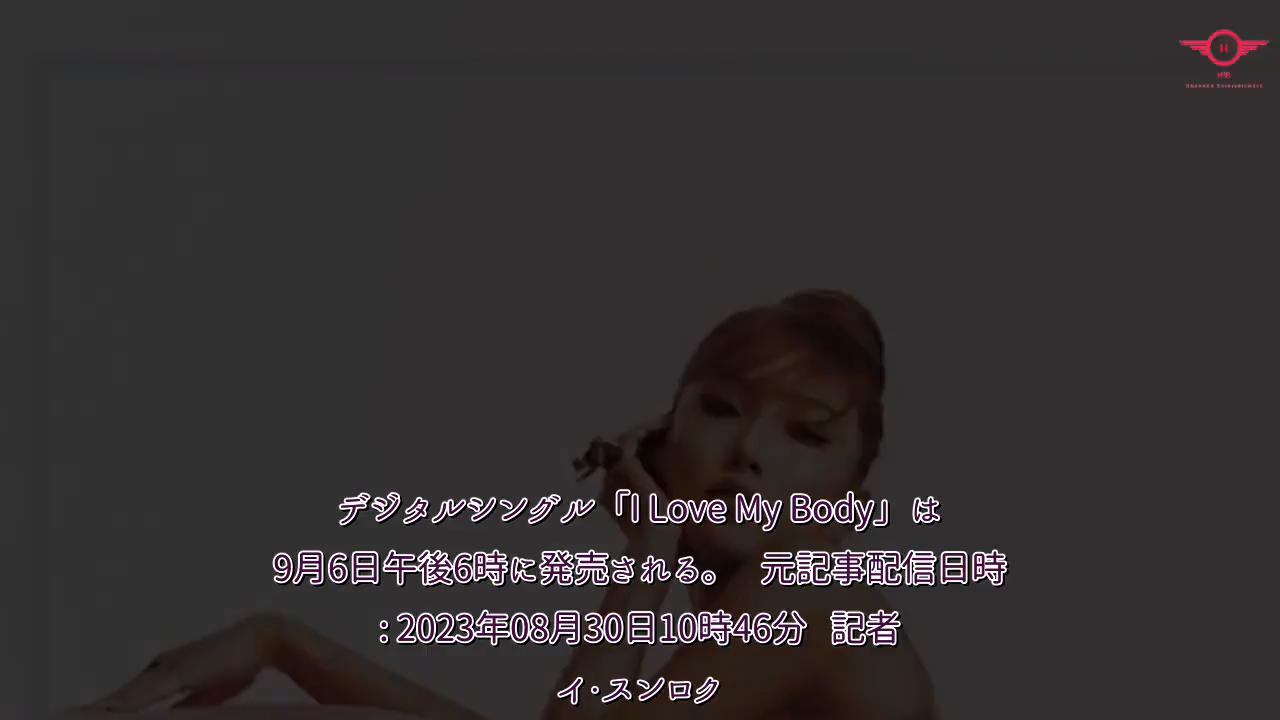 デジタルシングル「I Love My Body」は
9月6日午後6時に発売される。 元記事配信日時
: 2023年08月30日10時46分 記者
イ・スンロク